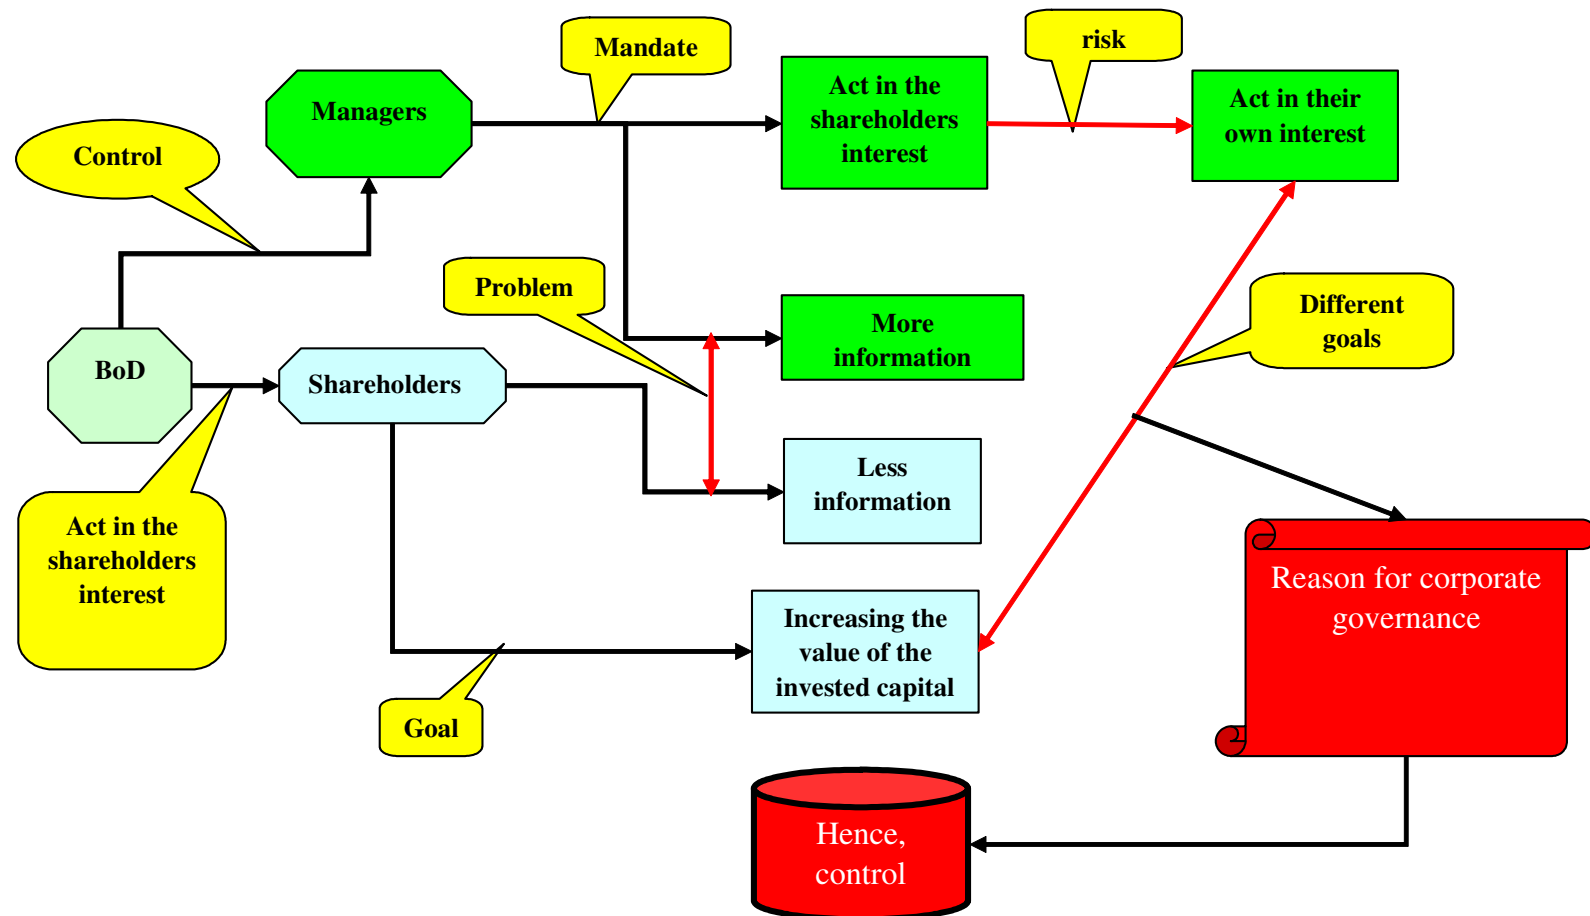 Mandate
risk
Managers
Act in the
shareholders
interest
Act in their
own interest
Control
Problem
More
information
Different
goals
BoD
Shareholders
Less
information
Act in the
shareholders
interest
Reason for corporate
governance
Increasing the
value of the
invested capital
Goal
Hence,
control